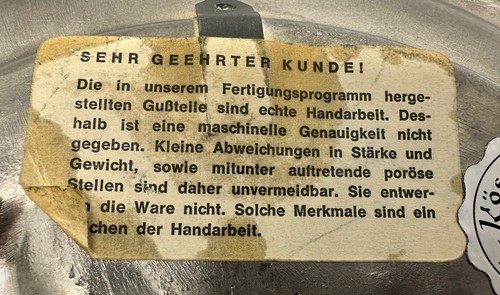 SEHR GEEHRTER KUNDE!
Die in unserem Fertigungsprogramm herge-
stellten Gußteile sind echte Handarbeit. Des-
halb ist eine maschinelle Genauigkeit nicht
gegeben. Kleine Abweichungen in Stärke und
Gewicht, sowie mitunter auftretende poröse
Stellen sind daher unvermeidbar. Sie entwer-
die Ware nicht. Solche Merkmale sind ein
chen der Handarbeit.
Kös